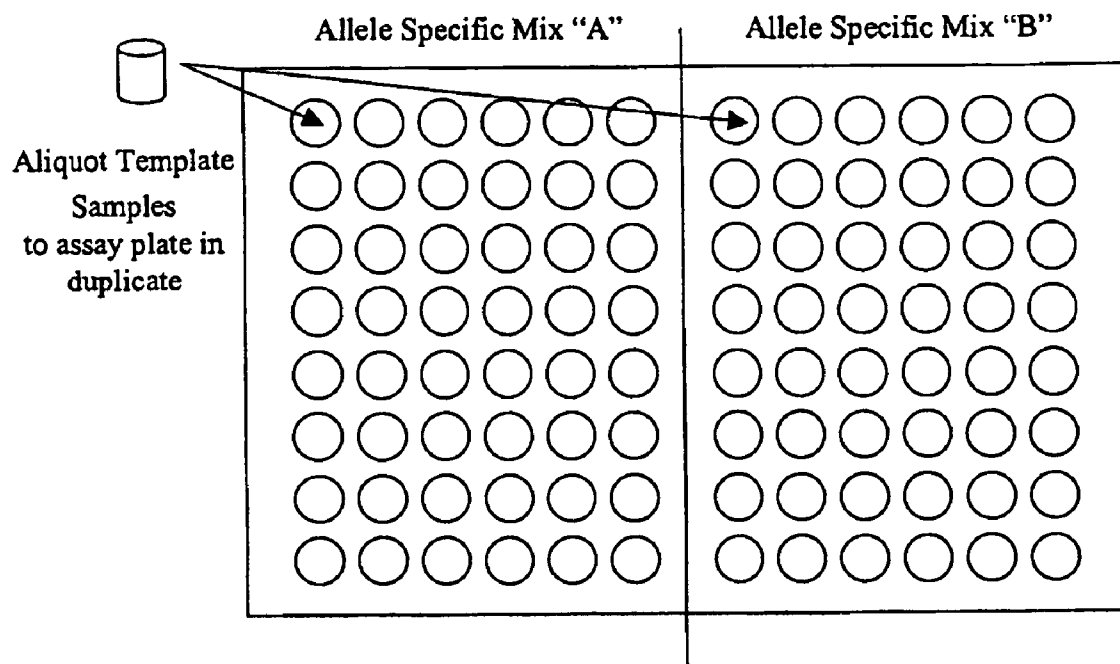 Allele Specific Mix “A”
Allele Specific Mix “B”
Aliquot Template
Samples
to assay plate in
duplicate